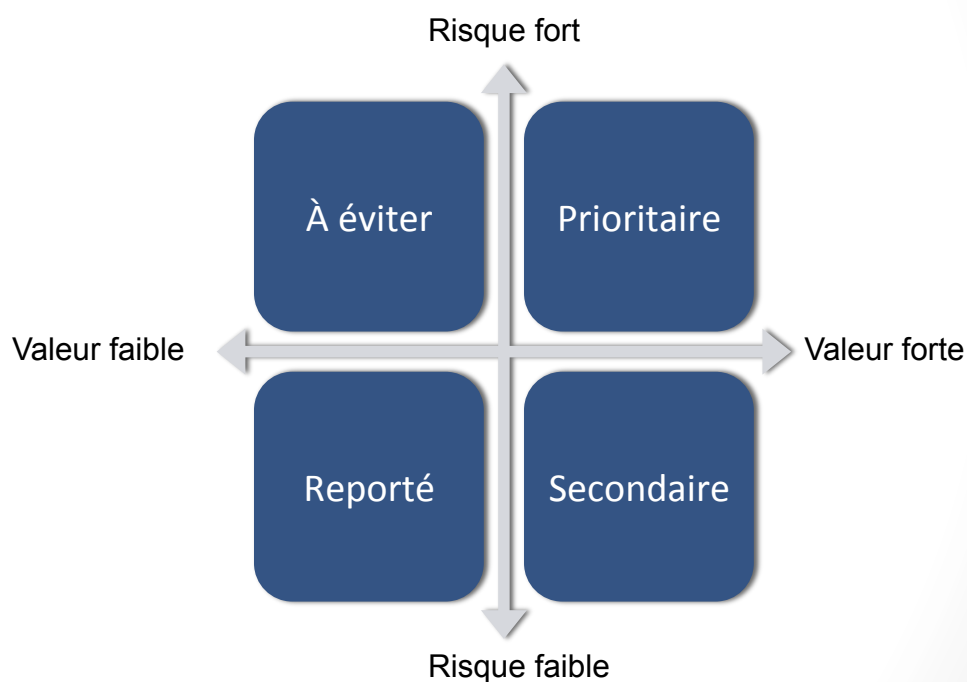 Risque fort
À éviter
Prioritaire
Valeur faible
Valeur forte
Reporté
Secondaire
Risque faible